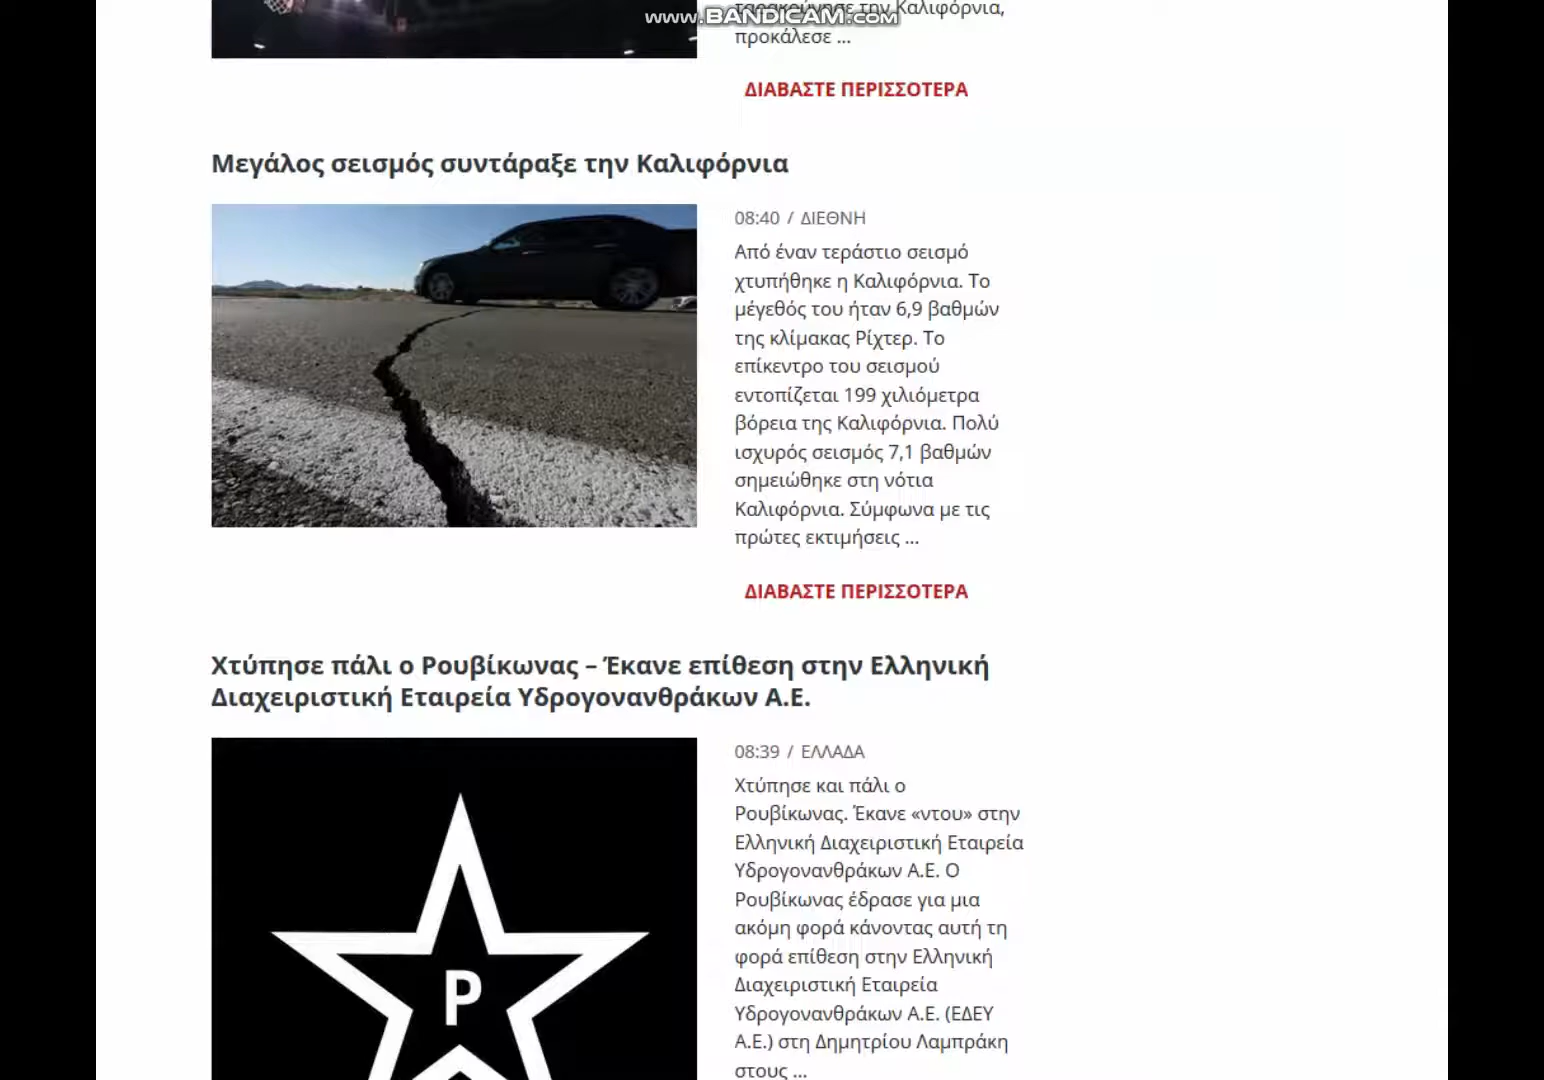 www.BANDICAM.com
ταρακούνησε την Καλιφόρνια,
προκάλεσε ...
ΔΙΑΒΑΣΤΕ ΠΕΡΙΣΣΟΤΕΡΑ
Μεγάλος σεισμός συντάραξε την Καλιφόρνια
08:40 / ΔΙΕΘΝΗ
Από έναν τεράστιο σεισμό
χτυπήθηκε η Καλιφόρνια. Το
μέγεθός του ήταν 6,9 βαθμών
της κλίμακας Ρίχτερ. Το
επίκεντρο του σεισμού
εντοπίζεται 199 χιλιόμετρα
βόρεια της Καλιφόρνια. Πολύ
ισχυρός σεισμός 7,1 βαθμών
σημειώθηκε στη νότια
Καλιφόρνια. Σύμφωνα με τις
πρώτες εκτιμήσεις ...
ΔΙΑΒΑΣΤΕ ΠΕΡΙΣΣΟΤΕΡΑ
Χτύπησε πάλι ο Ρουβίκωνας – Έκανε επίθεση στην Ελληνική
Διαχειριστική Εταιρεία Υδρογονανθράκων Α.Ε.
08:39 / ΕΛΛΑΔΑ
Χτύπησε και πάλι ο
Ρουβίκωνας. Έκανε «ντου» στην
Ελληνική Διαχειριστική Εταιρεία
Υδρογονανθράκων Α.Ε. Ο
Ρουβίκωνας έδρασε για μια
ακόμη φορά κάνοντας αυτή τη
φορά επίθεση στην Ελληνική
Διαχειριστική Εταιρεία
Υδρογονανθράκων Α.Ε. (ΕΔΕΥ
Α.Ε.) στη Δημητρίου Λαμπράκη
στους ...
Ρ